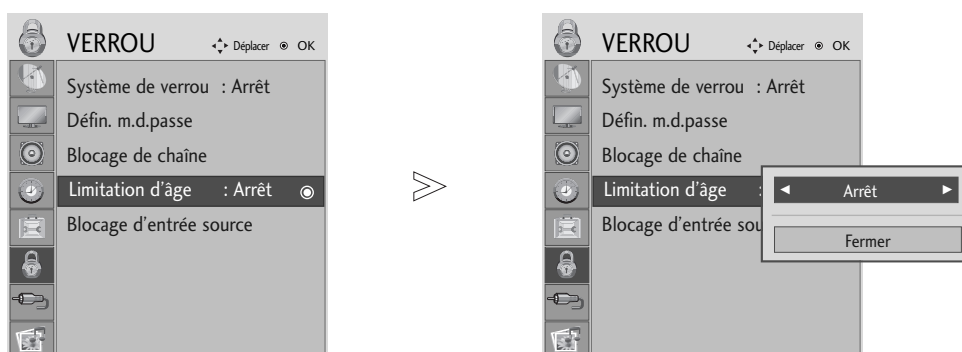 VERROU Déplacer OK
Système de verrou : Arrêt
Défin. m.d.passe
Blocage de chaîne
Limitation d'âge : Arrêt
Blocage d'entrée source
VERROU Déplacer OK
Système de verrou : Arrêt
Défin. m.d.passe
Blocage de chaîne
Limitation d'âge :
Blocage d'entrée sou
Arrêt
Fermer